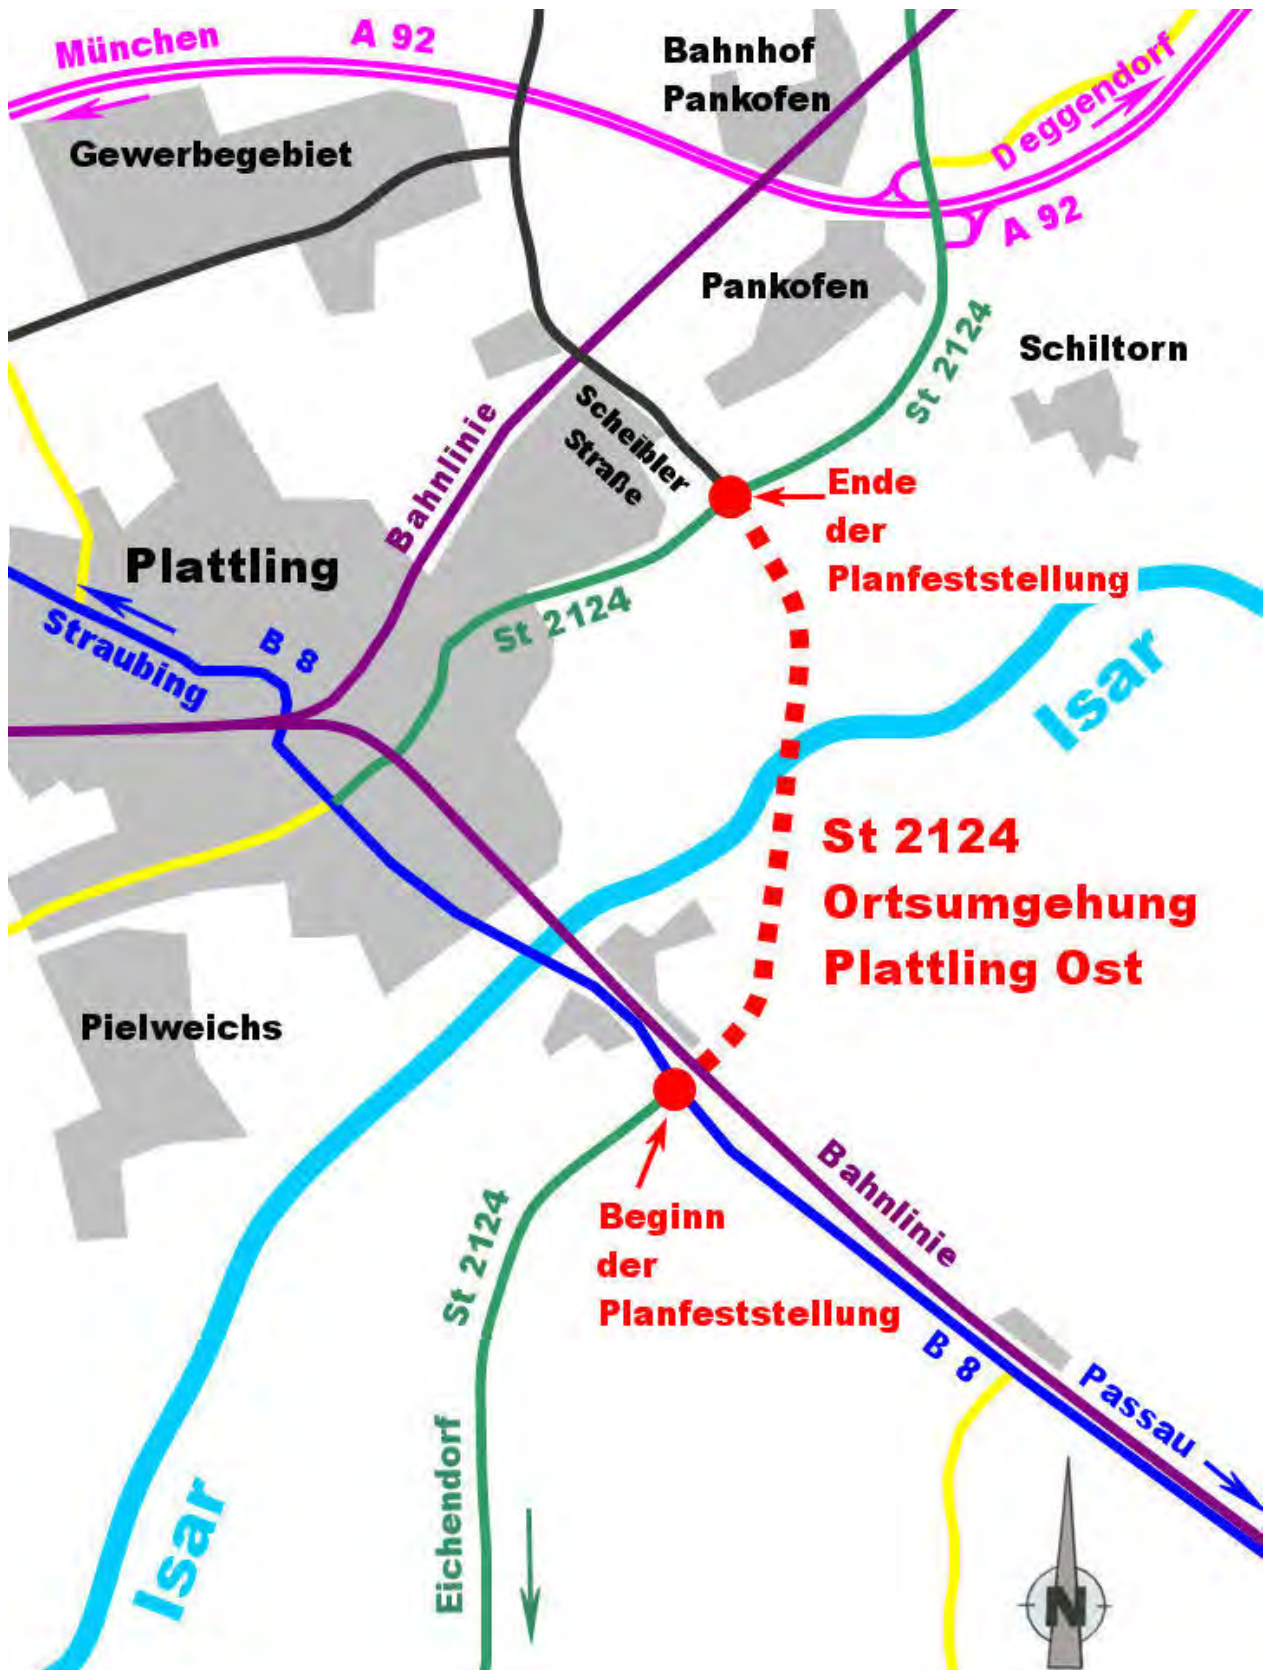 München
A 92
Bahnhof
Pankofen
Deggendorf
Gewerbegebiet
A 92
Pankofen
St 2124
Schiltorn
Scheibler
Straße
Bahnlinie
Ende
der
Planfeststellung
Plattling
St 2124
Straubing
B 8
Isar
St 2124
Ortsumgehung
Plattling Ost
Pielweichs
Bahnlinie
St 2124
Beginn
der
Planfeststellung
B 8
Passau
Eichendorf
Isar
N